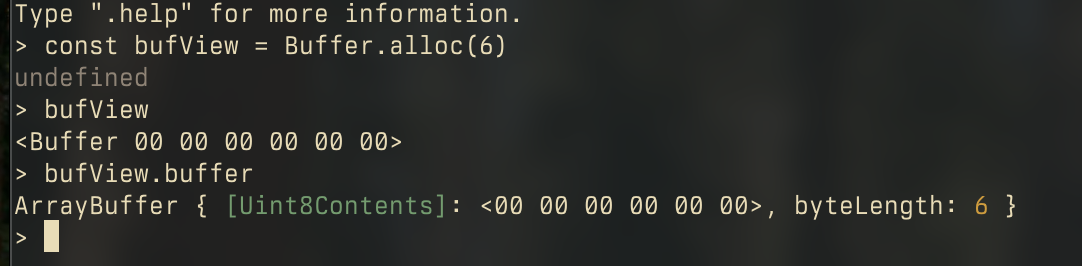 Type ".help" for more information.
> const bufView = Buffer.alloc(6)
undefined
> bufView
<Buffer 00 00 00 00 00 00>
> bufView.buffer
ArrayBuffer { [Uint8Contents]: <00 00 00 00 00 00>, byteLength: 6 }
>